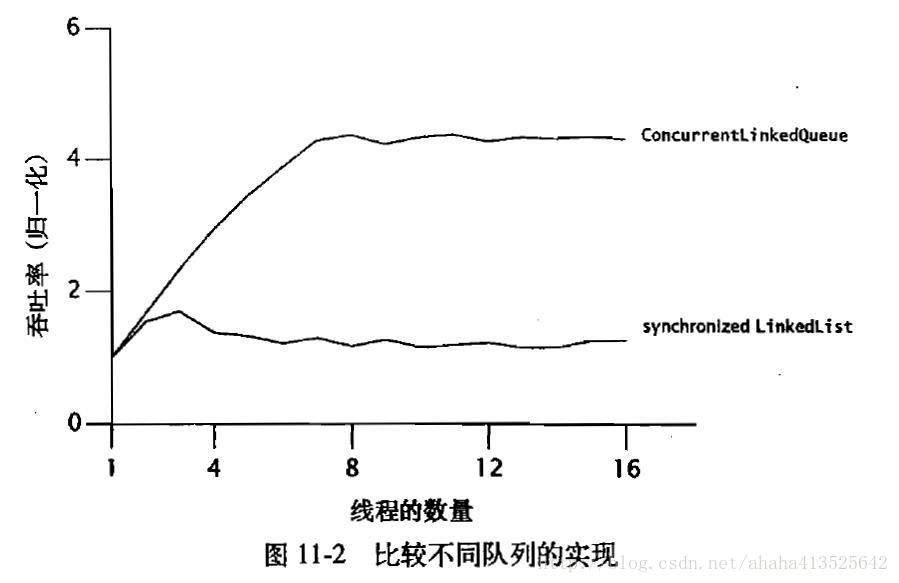 6
4
2
0
吞吐率（归一化）
ConcurrentLinkedQueue
synchronized LinkedList
1 4 8 12 16
线程的数量
图 11-2 比较不同队列的实现
http://blog.csdn.net/ahaha413525642